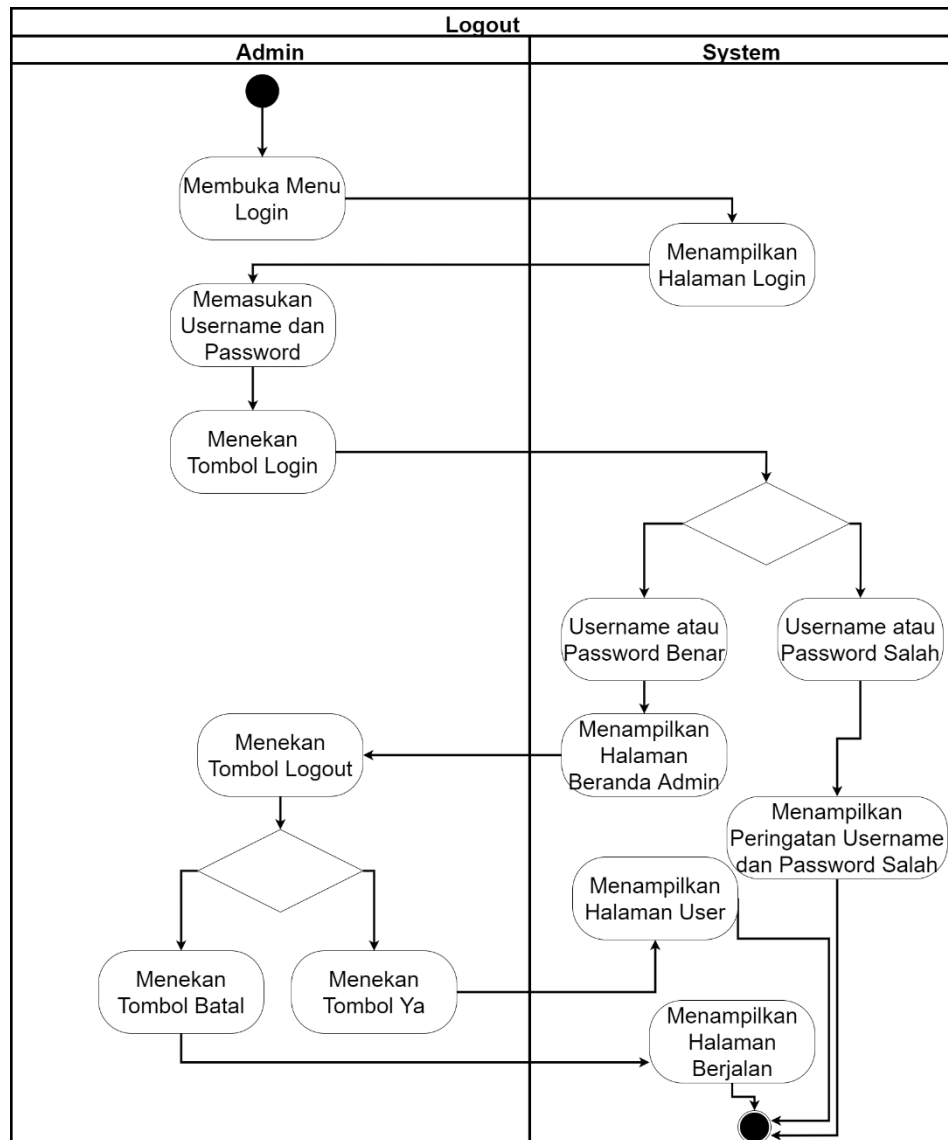 Logout
Admin
System
Membuka Menu
Login
Menampilkan
Halaman Login
Memasukan
Username dan
Password
Menekan
Tombol Login
Username atau
Password Benar
Username atau
Password Salah
Menampilkan
Halaman
Beranda Admin
Menekan
Tombol Logout
Menampilkan
Peringatan Username
dan Password Salah
Menampilkan
Halaman User
Menekan
Tombol Batal
Menekan
Tombol Ya
Menampilkan
Halaman
Berjalan